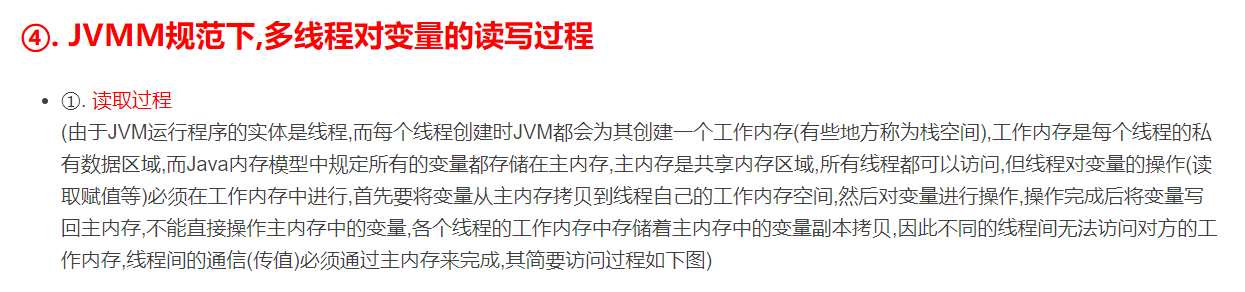 ④. JVMM规范下,多线程对变量的读写过程
①. 读取过程
(由于JVM运行程序的实体是线程,而每个线程创建时JVM都会为其创建一个工作内存(有些地方称为栈空间),工作内存是每个线程的私
有数据区域,而Java内存模型中规定所有的变量都存储在主内存,主内存是共享内存区域,所有线程都可以访问,但线程对变量的操作(读
取赋值等)必须在工作内存中进行,首先要将变量从主内存拷贝到线程自己的工作内存空间,然后对变量进行操作,操作完成后将变量写
回主内存,不能直接操作主内存中的变量,各个线程的工作内存中存储着主内存中的变量副本拷贝,因此不同的线程间无法访问对方的工
作内存,线程间的通信(传值)必须通过主内存来完成,其简要访问过程如下图)